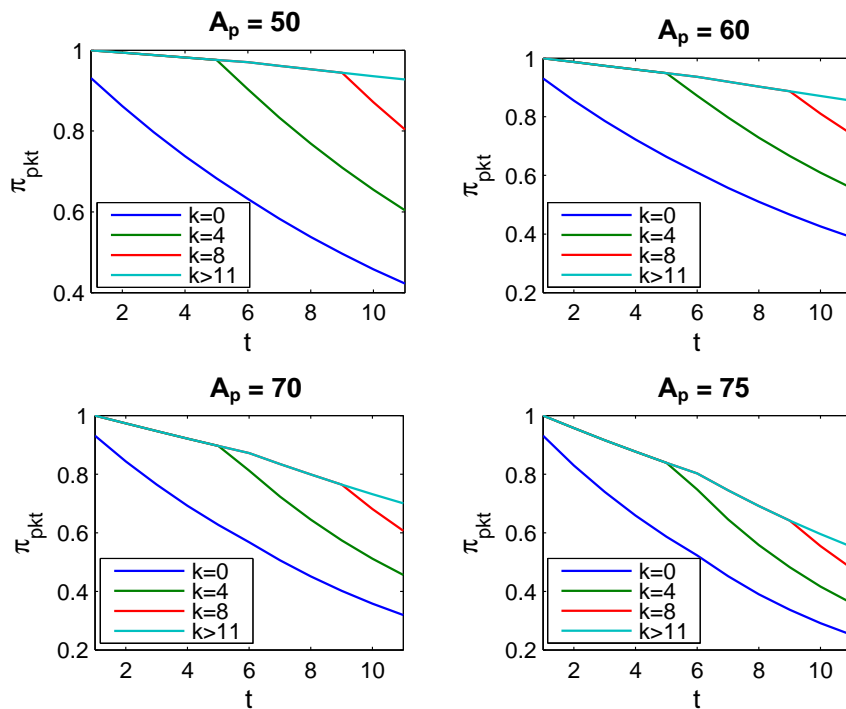 A_p = 50
1
0.8
0.6
0.4
π_pkt
k=0
k=4
k=8
k>11
2 4 6 8 10
t
A_p = 60
1
0.8
0.6
0.4
0.2
π_pkt
k=0
k=4
k=8
k>11
2 4 6 8 10
t
A_p = 70
1
0.8
0.6
0.4
0.2
π_pkt
k=0
k=4
k=8
k>11
2 4 6 8 10
t
A_p = 75
1
0.8
0.6
0.4
0.2
π_pkt
k=0
k=4
k=8
k>11
2 4 6 8 10
t